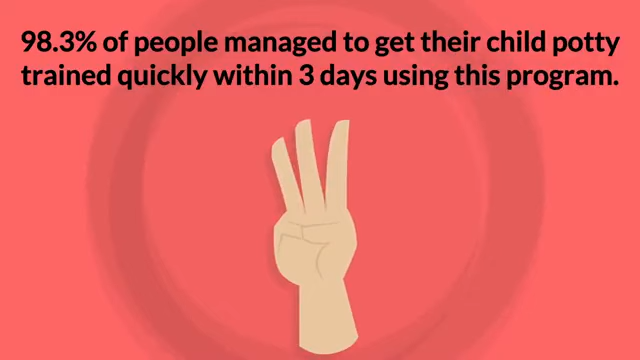 98.3% of people managed to get their child potty
trained quickly within 3 days using this program.